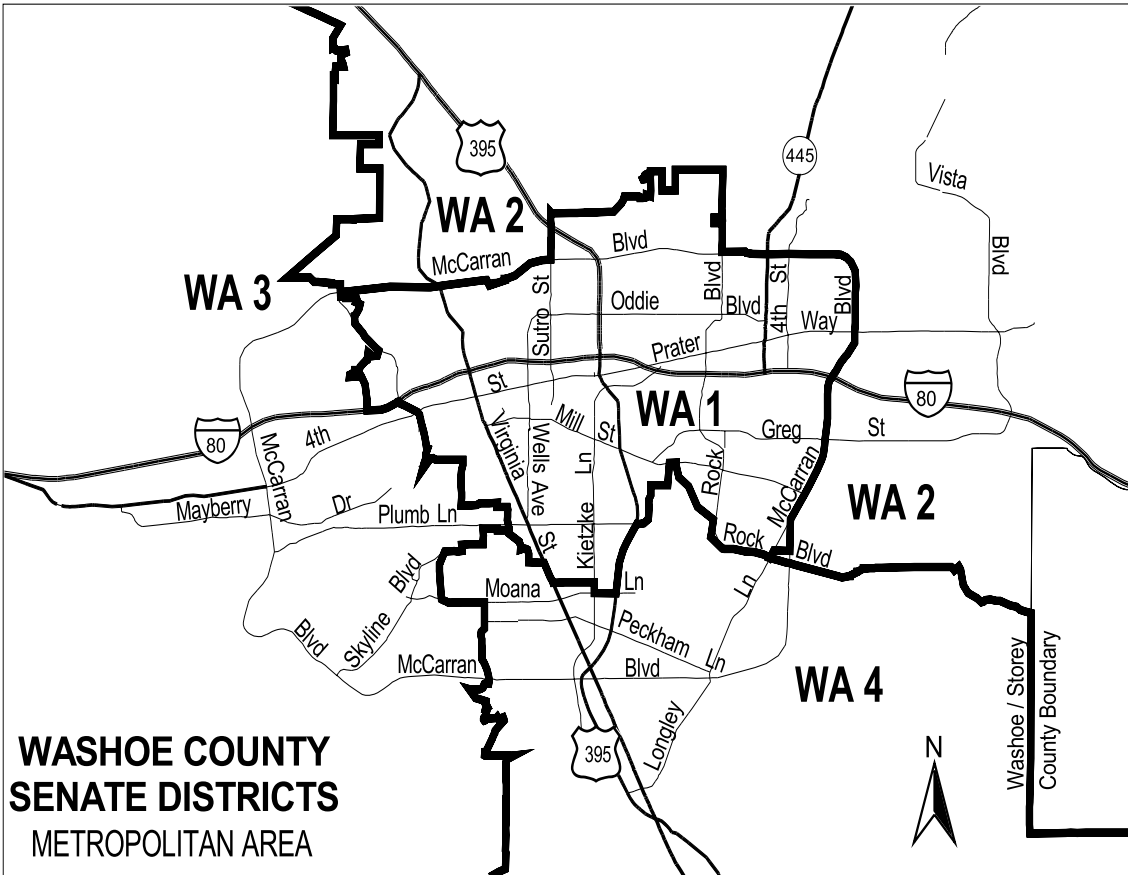 395
445
Vista
Blvd
WA 2
Blvd
McCarran
WA 3
St
Blvd
Oddie
Blvd
St
4th
Blvd
Way
Sutro
Prater
St
WA 1
80
80
4th
McCarran
Virginia
Wells Ave
Mill St
Kietzke Ln
Greg St
Rock
McCarran
Mayberry Dr
Plumb Ln
WA 2
Rock Blvd
St
Moana Ln
Skyline Blvd
Ln
Blvd
Peckham Ln
McCarran
Blvd
WA 4
Longley
Washoe / Storey
County Boundary
395
N
WASHOE COUNTY
SENATE DISTRICTS
METROPOLITAN AREA